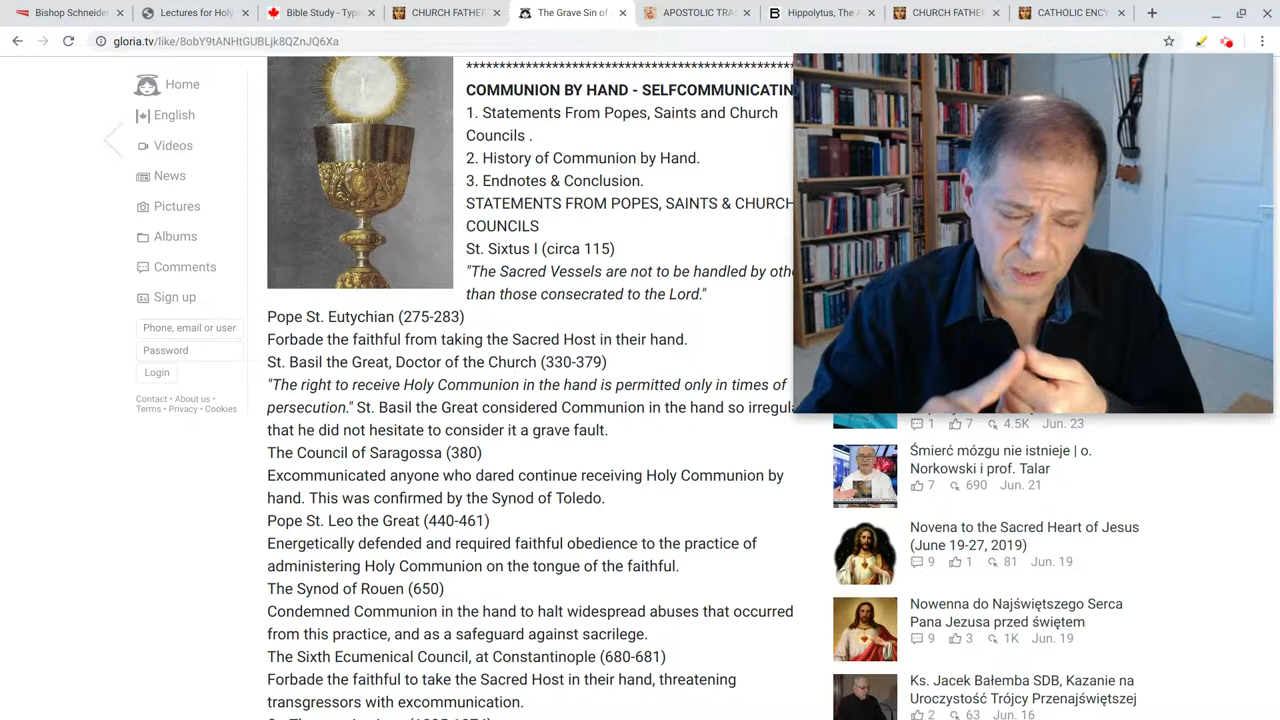 Bishop Schneider
Lectures for Holy
Bible Study - Type
CHURCH FATHER
The Grave Sin of
APOSTOLIC TRA
Hippolytus, The A
CHURCH FATHE
CATHOLIC ENCY
gloria.tv/like/8obY9tANHtGUBLjk8QZnJQ6Xa
Home
English
Videos
News
Pictures
Albums
Comments
Sign up
Phone, email or user
Password
Login
Contact • About us •
Terms • Privacy • Cookies
****************************************************
COMMUNION BY HAND - SELFCOMMUNICATIN
1. Statements From Popes, Saints and Church
Councils .
2. History of Communion by Hand.
3. Endnotes & Conclusion.
STATEMENTS FROM POPES, SAINTS & CHURCH
COUNCILS
St. Sixtus I (circa 115)
"The Sacred Vessels are not to be handled by othe
than those consecrated to the Lord."
Pope St. Eutychian (275-283)
Forbade the faithful from taking the Sacred Host in their hand.
St. Basil the Great, Doctor of the Church (330-379)
"The right to receive Holy Communion in the hand is permitted only in times of
persecution." St. Basil the Great considered Communion in the hand so irregula
that he did not hesitate to consider it a grave fault.
The Council of Saragossa (380)
Excommunicated anyone who dared continue receiving Holy Communion by
hand. This was confirmed by the Synod of Toledo.
Pope St. Leo the Great (440-461)
Energetically defended and required faithful obedience to the practice of
administering Holy Communion on the tongue of the faithful.
The Synod of Rouen (650)
Condemned Communion in the hand to halt widespread abuses that occurred
from this practice, and as a safeguard against sacrilege.
The Sixth Ecumenical Council, at Constantinople (680-681)
Forbade the faithful to take the Sacred Host in their hand, threatening
transgressors with excommunication.
1 7 4.5K Jun. 23
Śmierć mózgu nie istnieje | o.
Norkowski i prof. Talar
7 690 Jun. 21
Novena to the Sacred Heart of Jesus
(June 19-27, 2019)
9 1 81 Jun. 19
Nowenna do Najświętszego Serca
Pana Jezusa przed świętem
9 3 1K Jun. 19
Ks. Jacek Bałemba SDB, Kazanie na
Uroczystość Trójcy Przenajświętszej
2 63 Jun. 16